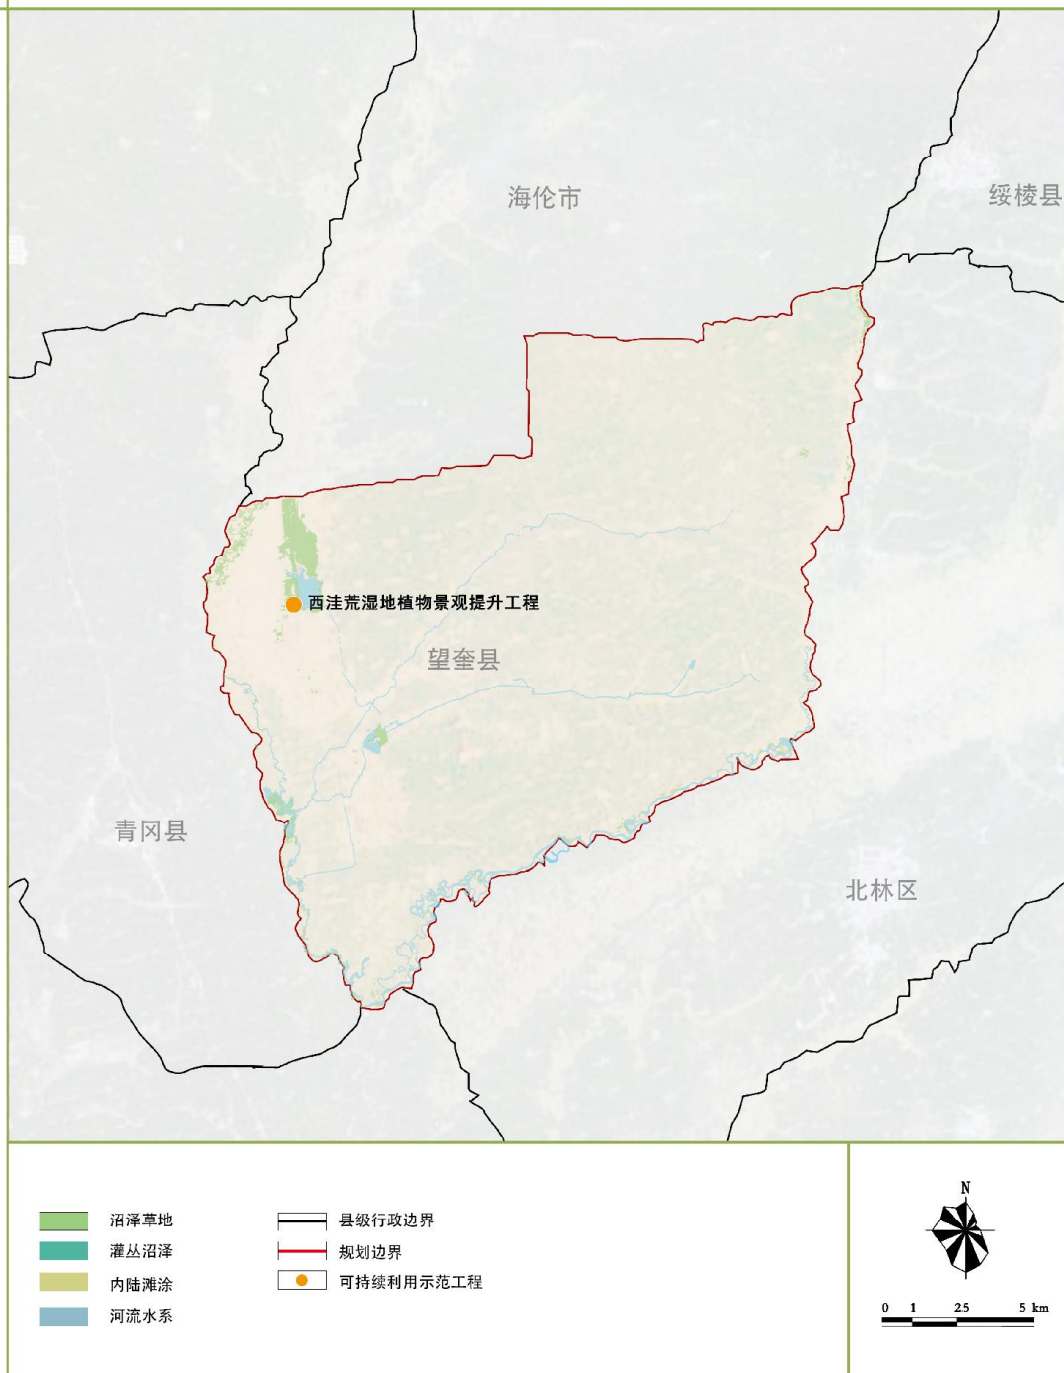 海伦市
绥棱县
西洼荒湿地植物景观提升工程
望奎县
青冈县
北林区
沼泽草地
灌丛沼泽
内陆滩涂
河流水系
县级行政边界
规划边界
可持续利用示范工程
N
0 1 2.5 5 km